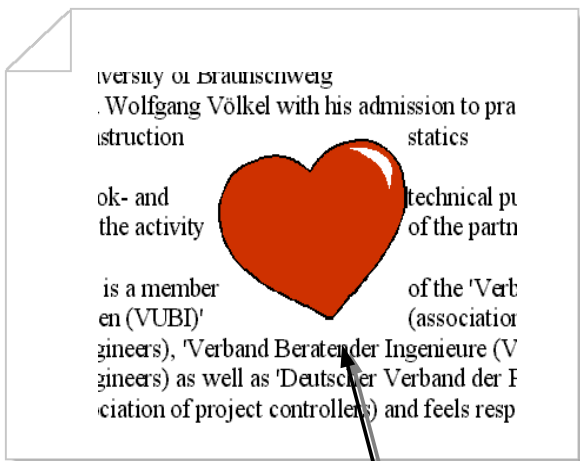 iversity of Braunschweig
. Wolfgang Völkel with his admission to pra
struction statics
ok- and technical pu
the activity of the partn
is a member of the 'Verb
en (VUBI)' (association
gineers), 'Verband Beratender Ingenieure (V
gineers) as well as 'Deutscher Verband der P
ciation of project controllers) and feels resp